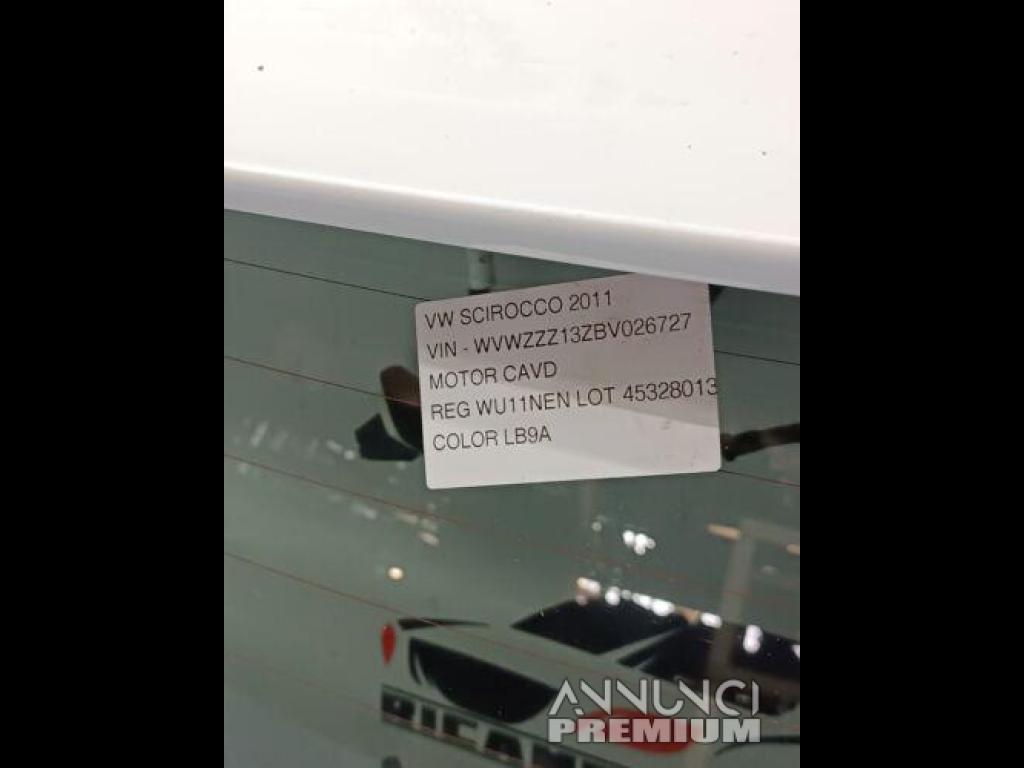 VW SCIROCCO 2011
VIN - WVWZZZ13ZBV026727
MOTOR CAVD
REG WU11NEN LOT 45328013
COLOR LB9A
ANNUNCI
PREMIUM